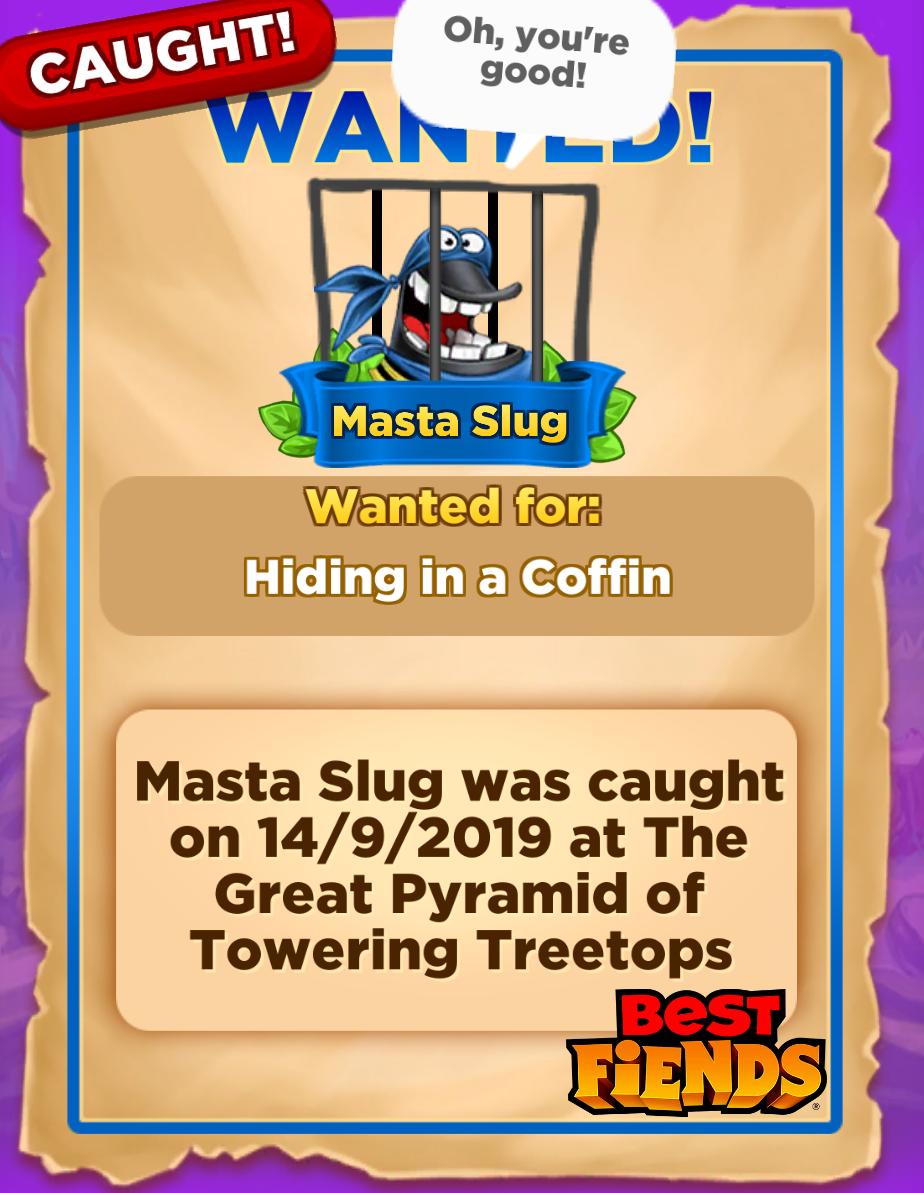 CAUGHT!
Oh, you're
good!
WANTED!
Masta Slug
Wanted for:
Hiding in a Coffin
Masta Slug was caught
on 14/9/2019 at The
Great Pyramid of
Towering Treetops
BEST
FIENDS®